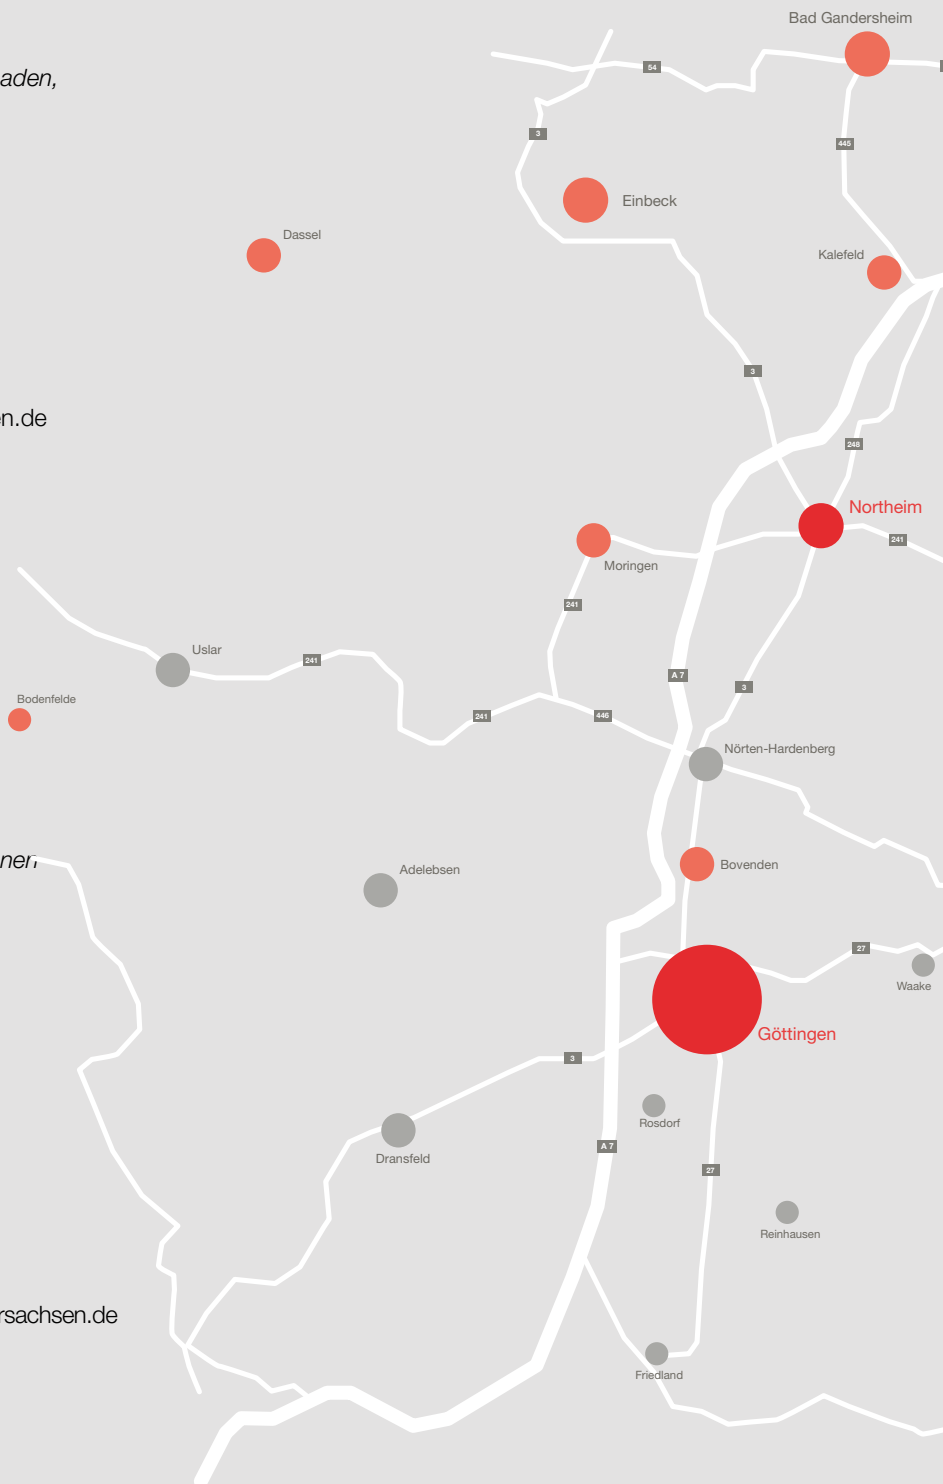 Bad Gandersheim
54
aden,
3
445
Einbeck
Dassel
Kalefeld
3
en.de
248
Northeim
241
Moringen
241
Uslar
241
A 7
3
Bodenfelde
241
446
Nörten-Hardenberg
nen
Adelebsen
Bovenden
27
Waake
Göttingen
3
Rosdorf
A 7
Dransfeld
27
Reinhausen
rsachsen.de
Friedland